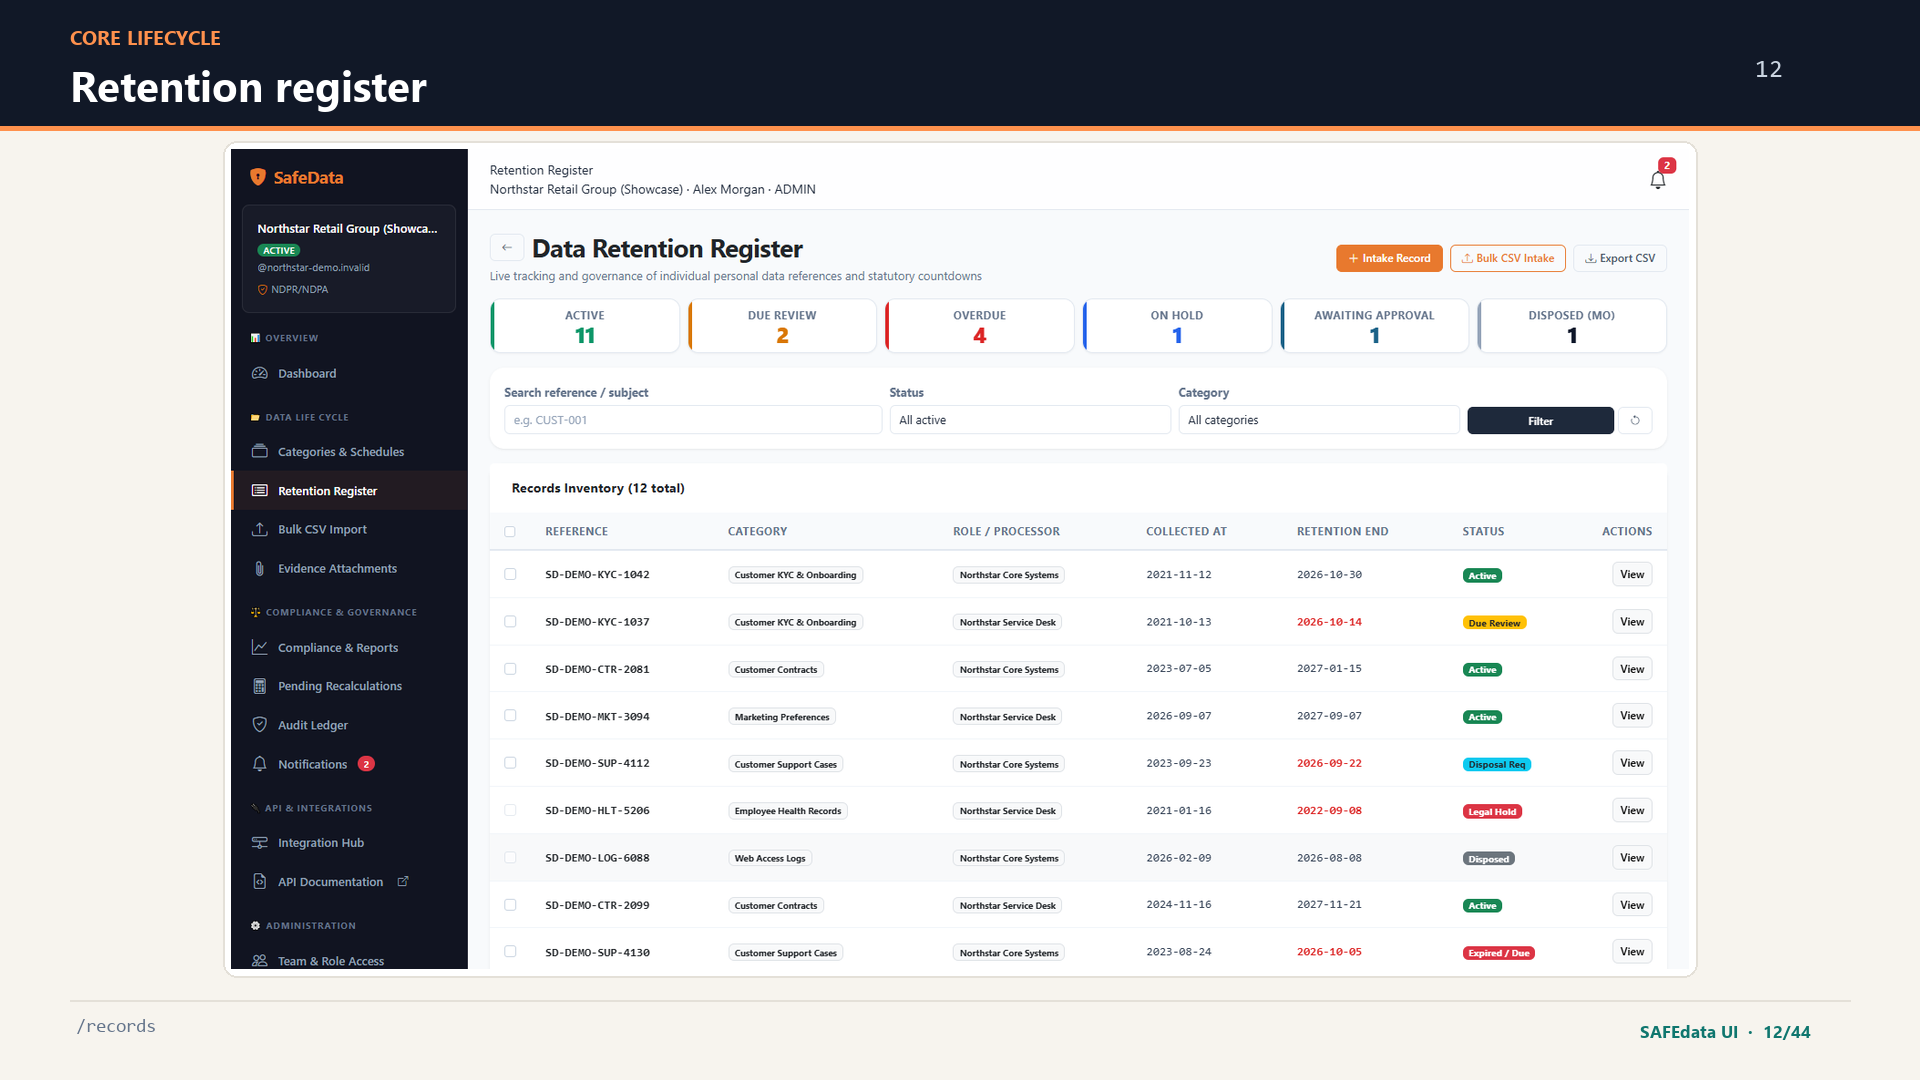 CORE LIFECYCLE
Retention register
12
SafeData
Northstar Retail Group (Showca...
ACTIVE
@northstar-demo.invalid
NDPR/NDPA
OVERVIEW
Dashboard
DATA LIFE CYCLE
Categories & Schedules
Retention Register
Bulk CSV Import
Evidence Attachments
COMPLIANCE & GOVERNANCE
Compliance & Reports
Pending Recalculations
Audit Ledger
Notifications 2
API & INTEGRATIONS
Integration Hub
API Documentation
ADMINISTRATION
Team & Role Access
Retention Register
Northstar Retail Group (Showcase) · Alex Morgan · ADMIN
2
← Data Retention Register
Live tracking and governance of individual personal data references and statutory countdowns
+ Intake Record Bulk CSV Intake Export CSV
ACTIVE DUE REVIEW OVERDUE ON HOLD AWAITING APPROVAL DISPOSED (MO)
11 2 4 1 1 1
Search reference / subject Status Category
e.g. CUST-001 All active All categories Filter
Records Inventory (12 total)
REFERENCE CATEGORY ROLE / PROCESSOR COLLECTED AT RETENTION END STATUS ACTIONS
SD-DEMO-KYC-1042 Customer KYC & Onboarding Northstar Core Systems 2021-11-12 2026-10-30 Active View
SD-DEMO-KYC-1037 Customer KYC & Onboarding Northstar Service Desk 2021-10-13 2026-10-14 Due Review View
SD-DEMO-CTR-2081 Customer Contracts Northstar Core Systems 2023-07-05 2027-01-15 Active View
SD-DEMO-MKT-3094 Marketing Preferences Northstar Service Desk 2026-09-07 2027-09-07 Active View
SD-DEMO-SUP-4112 Customer Support Cases Northstar Core Systems 2023-09-23 2026-09-22 Disposal Req View
SD-DEMO-HLT-5206 Employee Health Records Northstar Service Desk 2021-01-16 2022-09-08 Legal Hold View
SD-DEMO-LOG-6088 Web Access Logs Northstar Core Systems 2026-02-09 2026-08-08 Disposed View
SD-DEMO-CTR-2099 Customer Contracts Northstar Service Desk 2024-11-16 2027-11-21 Active View
SD-DEMO-SUP-4130 Customer Support Cases Northstar Core Systems 2023-08-24 2026-10-05 Expired / Due View
/records
SAFEdata UI · 12/44